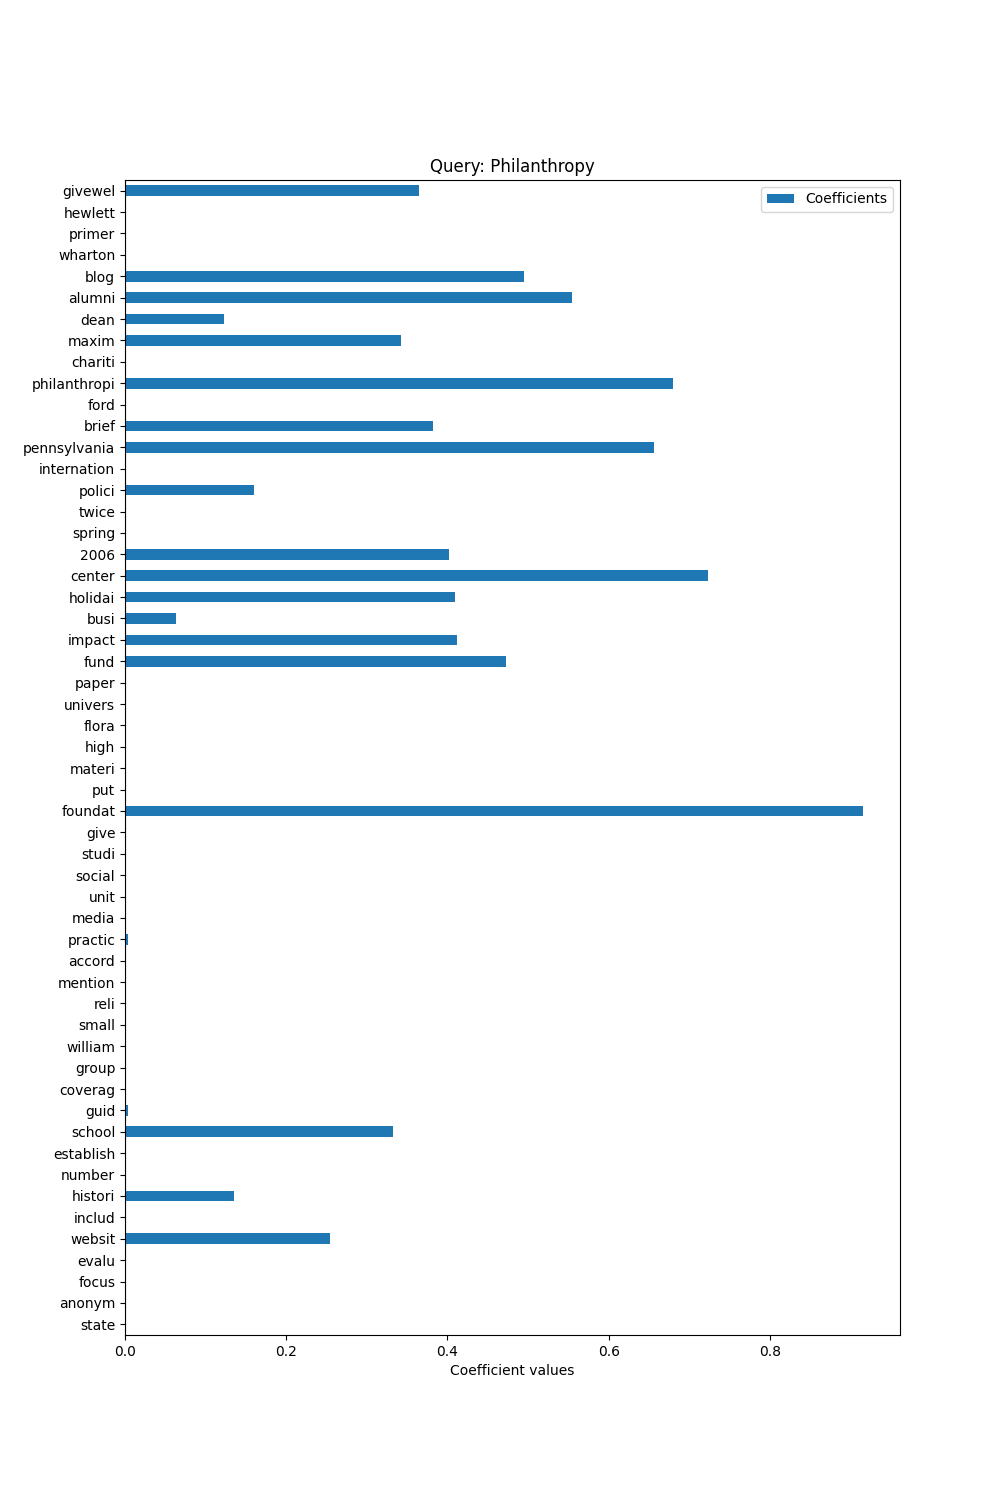 Query: Philanthropy
Coefficients
givewel
hewlett
primer
wharton
blog
alumni
dean
maxim
chariti
philanthropi
ford
brief
pennsylvania
internation
polici
twice
spring
2006
center
holidai
busi
impact
fund
paper
univers
flora
high
materi
put
foundat
give
studi
social
unit
media
practic
accord
mention
reli
small
william
group
coverag
guid
school
establish
number
histori
includ
websit
evalu
focus
anonym
state
0.0 0.2 0.4 0.6 0.8
Coefficient values